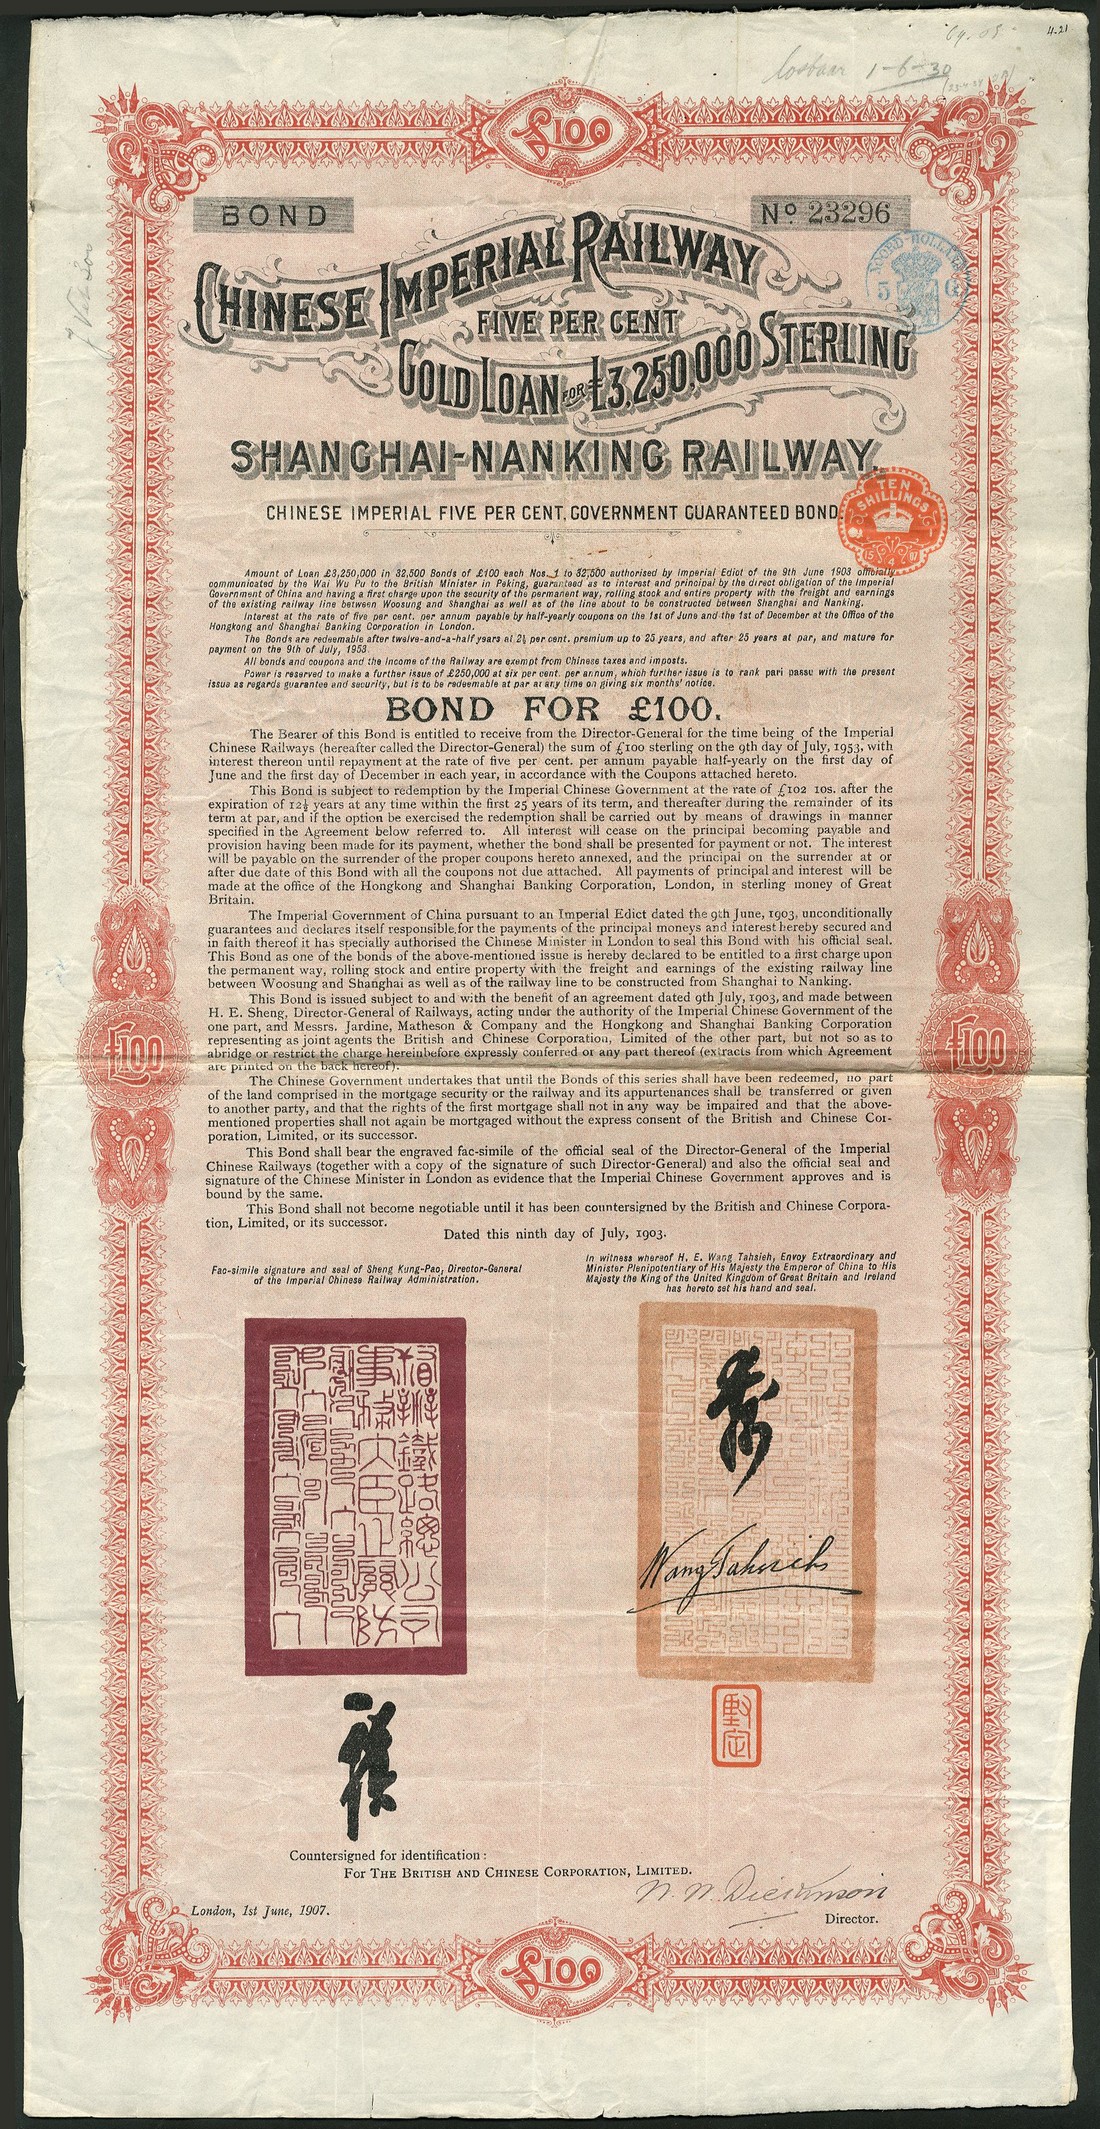 4.21
1-6-30
£100
BOND
Nº 23296
CHINESE IMPERIAL RAILWAY
FIVE PER CENT
GOLD LOAN FOR £3,250,000 STERLING
NOORD-HOLLAND
SHANGHAI-NANKING RAILWAY.
TEN SHILLINGS
CHINESE IMPERIAL FIVE PER CENT. GOVERNMENT GUARANTEED BOND
Amount of Loan £3,250,000 in 32,500 Bonds of £100 each Nos. 1 to 32,500 authorised by Imperial Edict of the 9th June 1903 officially
communicated by the Wai Wu Pu to the British Minister in Peking, guaranteed as to interest and principal by the direct obligation of the Imperial
Government of China and having a first charge upon the security of the permanent way, rolling stock and entire property with the freight and earnings
of the existing railway line between Woosung and Shanghai as well as of the line about to be constructed between Shanghai and Nanking.
Interest at the rate of five per cent. per annum payable by half-yearly coupons on the 1st of June and the 1st of December at the Office of the
Hongkong and Shanghai Banking Corporation in London.
The Bonds are redeemable after twelve-and-a-half years at 2½ per cent. premium up to 25 years, and after 25 years at par, and mature for
payment on the 9th of July, 1953.
All bonds and coupons and the Income of the Railway are exempt from Chinese taxes and imposts.
Power is reserved to make a further issue of £250,000 at six per cent. per annum, which further issue is to rank pari passu with the present
issue as regards guarantee and security, but is to be redeemable at par at any time on giving six months' notice.
BOND FOR £100.
The Bearer of this Bond is entitled to receive from the Director-General for the time being of the Imperial
Chinese Railways (hereafter called the Director-General) the sum of £100 sterling on the 9th day of July, 1953, with
interest thereon until repayment at the rate of five per cent. per annum payable half-yearly on the first day of
June and the first day of December in each year, in accordance with the Coupons attached hereto.
This Bond is subject to redemption by the Imperial Chinese Government at the rate of £102 10s. after the
expiration of 12½ years at any time within the first 25 years of its term, and thereafter during the remainder of its
term at par, and if the option be exercised the redemption shall be carried out by means of drawings in manner
specified in the Agreement below referred to. All interest will cease on the principal becoming payable and
provision having been made for its payment, whether the bond shall be presented for payment or not. The interest
will be payable on the surrender of the proper coupons hereto annexed, and the principal on the surrender at or
after due date of this Bond with all the coupons not due attached. All payments of principal and interest will be
made at the office of the Hongkong and Shanghai Banking Corporation, London, in sterling money of Great
Britain.
The Imperial Government of China pursuant to an Imperial Edict dated the 9th June, 1903, unconditionally
guarantees and declares itself responsible for the payments of the principal moneys and interest hereby secured and
in faith thereof it has specially authorised the Chinese Minister in London to seal this Bond with his official seal.
This Bond as one of the bonds of the above-mentioned issue is hereby declared to be entitled to a first charge upon
the permanent way, rolling stock and entire property with the freight and earnings of the existing railway line
between Woosung and Shanghai as well as of the railway line to be constructed from Shanghai to Nanking.
This Bond is issued subject to and with the benefit of an agreement dated 9th July, 1903, and made between
H. E. Sheng, Director-General of Railways, acting under the authority of the Imperial Chinese Government of the
one part, and Messrs. Jardine, Matheson & Company and the Hongkong and Shanghai Banking Corporation
representing as joint agents the British and Chinese Corporation, Limited of the other part, but not so as to
abridge or restrict the charge hereinbefore expressly conferred or any part thereof (extracts from which Agreement
are printed on the back hereof).
£100
£100
The Chinese Government undertakes that until the Bonds of this series shall have been redeemed, no part
of the land comprised in the mortgage security or the railway and its appurtenances shall be transferred or given
to another party, and that the rights of the first mortgage shall not in any way be impaired and that the above-
mentioned properties shall not again be mortgaged without the express consent of the British and Chinese Cor-
poration, Limited, or its successor.
This Bond shall bear the engraved fac-simile of the official seal of the Director-General of the Imperial
Chinese Railways (together with a copy of the signature of such Director-General) and also the official seal and
signature of the Chinese Minister in London as evidence that the Imperial Chinese Government approves and is
bound by the same.
This Bond shall not become negotiable until it has been countersigned by the British and Chinese Corpora-
tion, Limited, or its successor.
Dated this ninth day of July, 1903.
Fac-simile signature and seal of Sheng Kung-Pao, Director-General
of the Imperial Chinese Railway Administration.
In witness whereof H. E. Wang Tahsieh, Envoy Extraordinary and
Minister Plenipotentiary of His Majesty the Emperor of China to His
Majesty the King of the United Kingdom of Great Britain and Ireland
has hereto set his hand and seal.
Wang Tahsieh
Countersigned for identification:
For THE BRITISH AND CHINESE CORPORATION, LIMITED.
Dickinson
London, 1st June, 1907.
Director.
£100